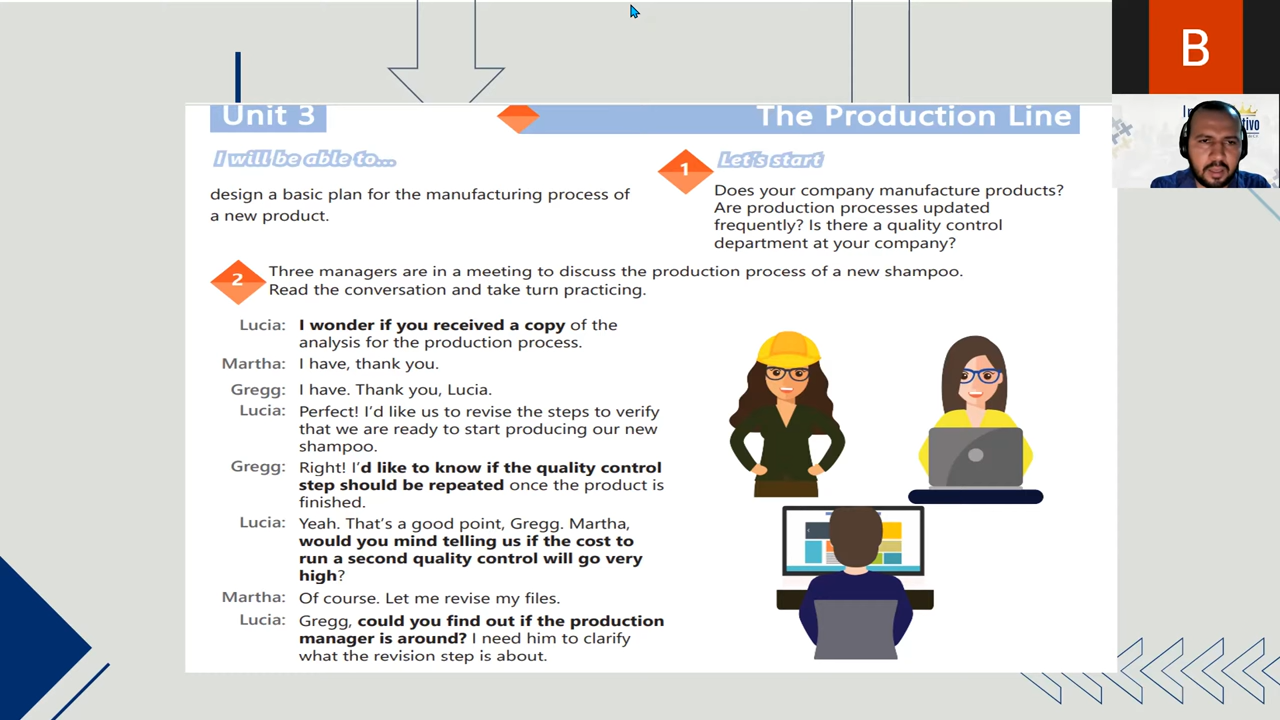 B
Unit 3
The Production Line
I will be able to...
design a basic plan for the manufacturing process of
a new product.
1
Let's start
Does your company manufacture products?
Are production processes updated
frequently? Is there a quality control
department at your company?
2
Three managers are in a meeting to discuss the production process of a new shampoo.
Read the conversation and take turn practicing.
Lucia: I wonder if you received a copy of the
analysis for the production process.
Martha: I have, thank you.
Gregg: I have. Thank you, Lucia.
Lucia: Perfect! I'd like us to revise the steps to verify
that we are ready to start producing our new
shampoo.
Gregg: Right! I'd like to know if the quality control
step should be repeated once the product is
finished.
Lucia: Yeah. That's a good point, Gregg. Martha,
would you mind telling us if the cost to
run a second quality control will go very
high?
Martha: Of course. Let me revise my files.
Lucia: Gregg, could you find out if the production
manager is around? I need him to clarify
what the revision step is about.